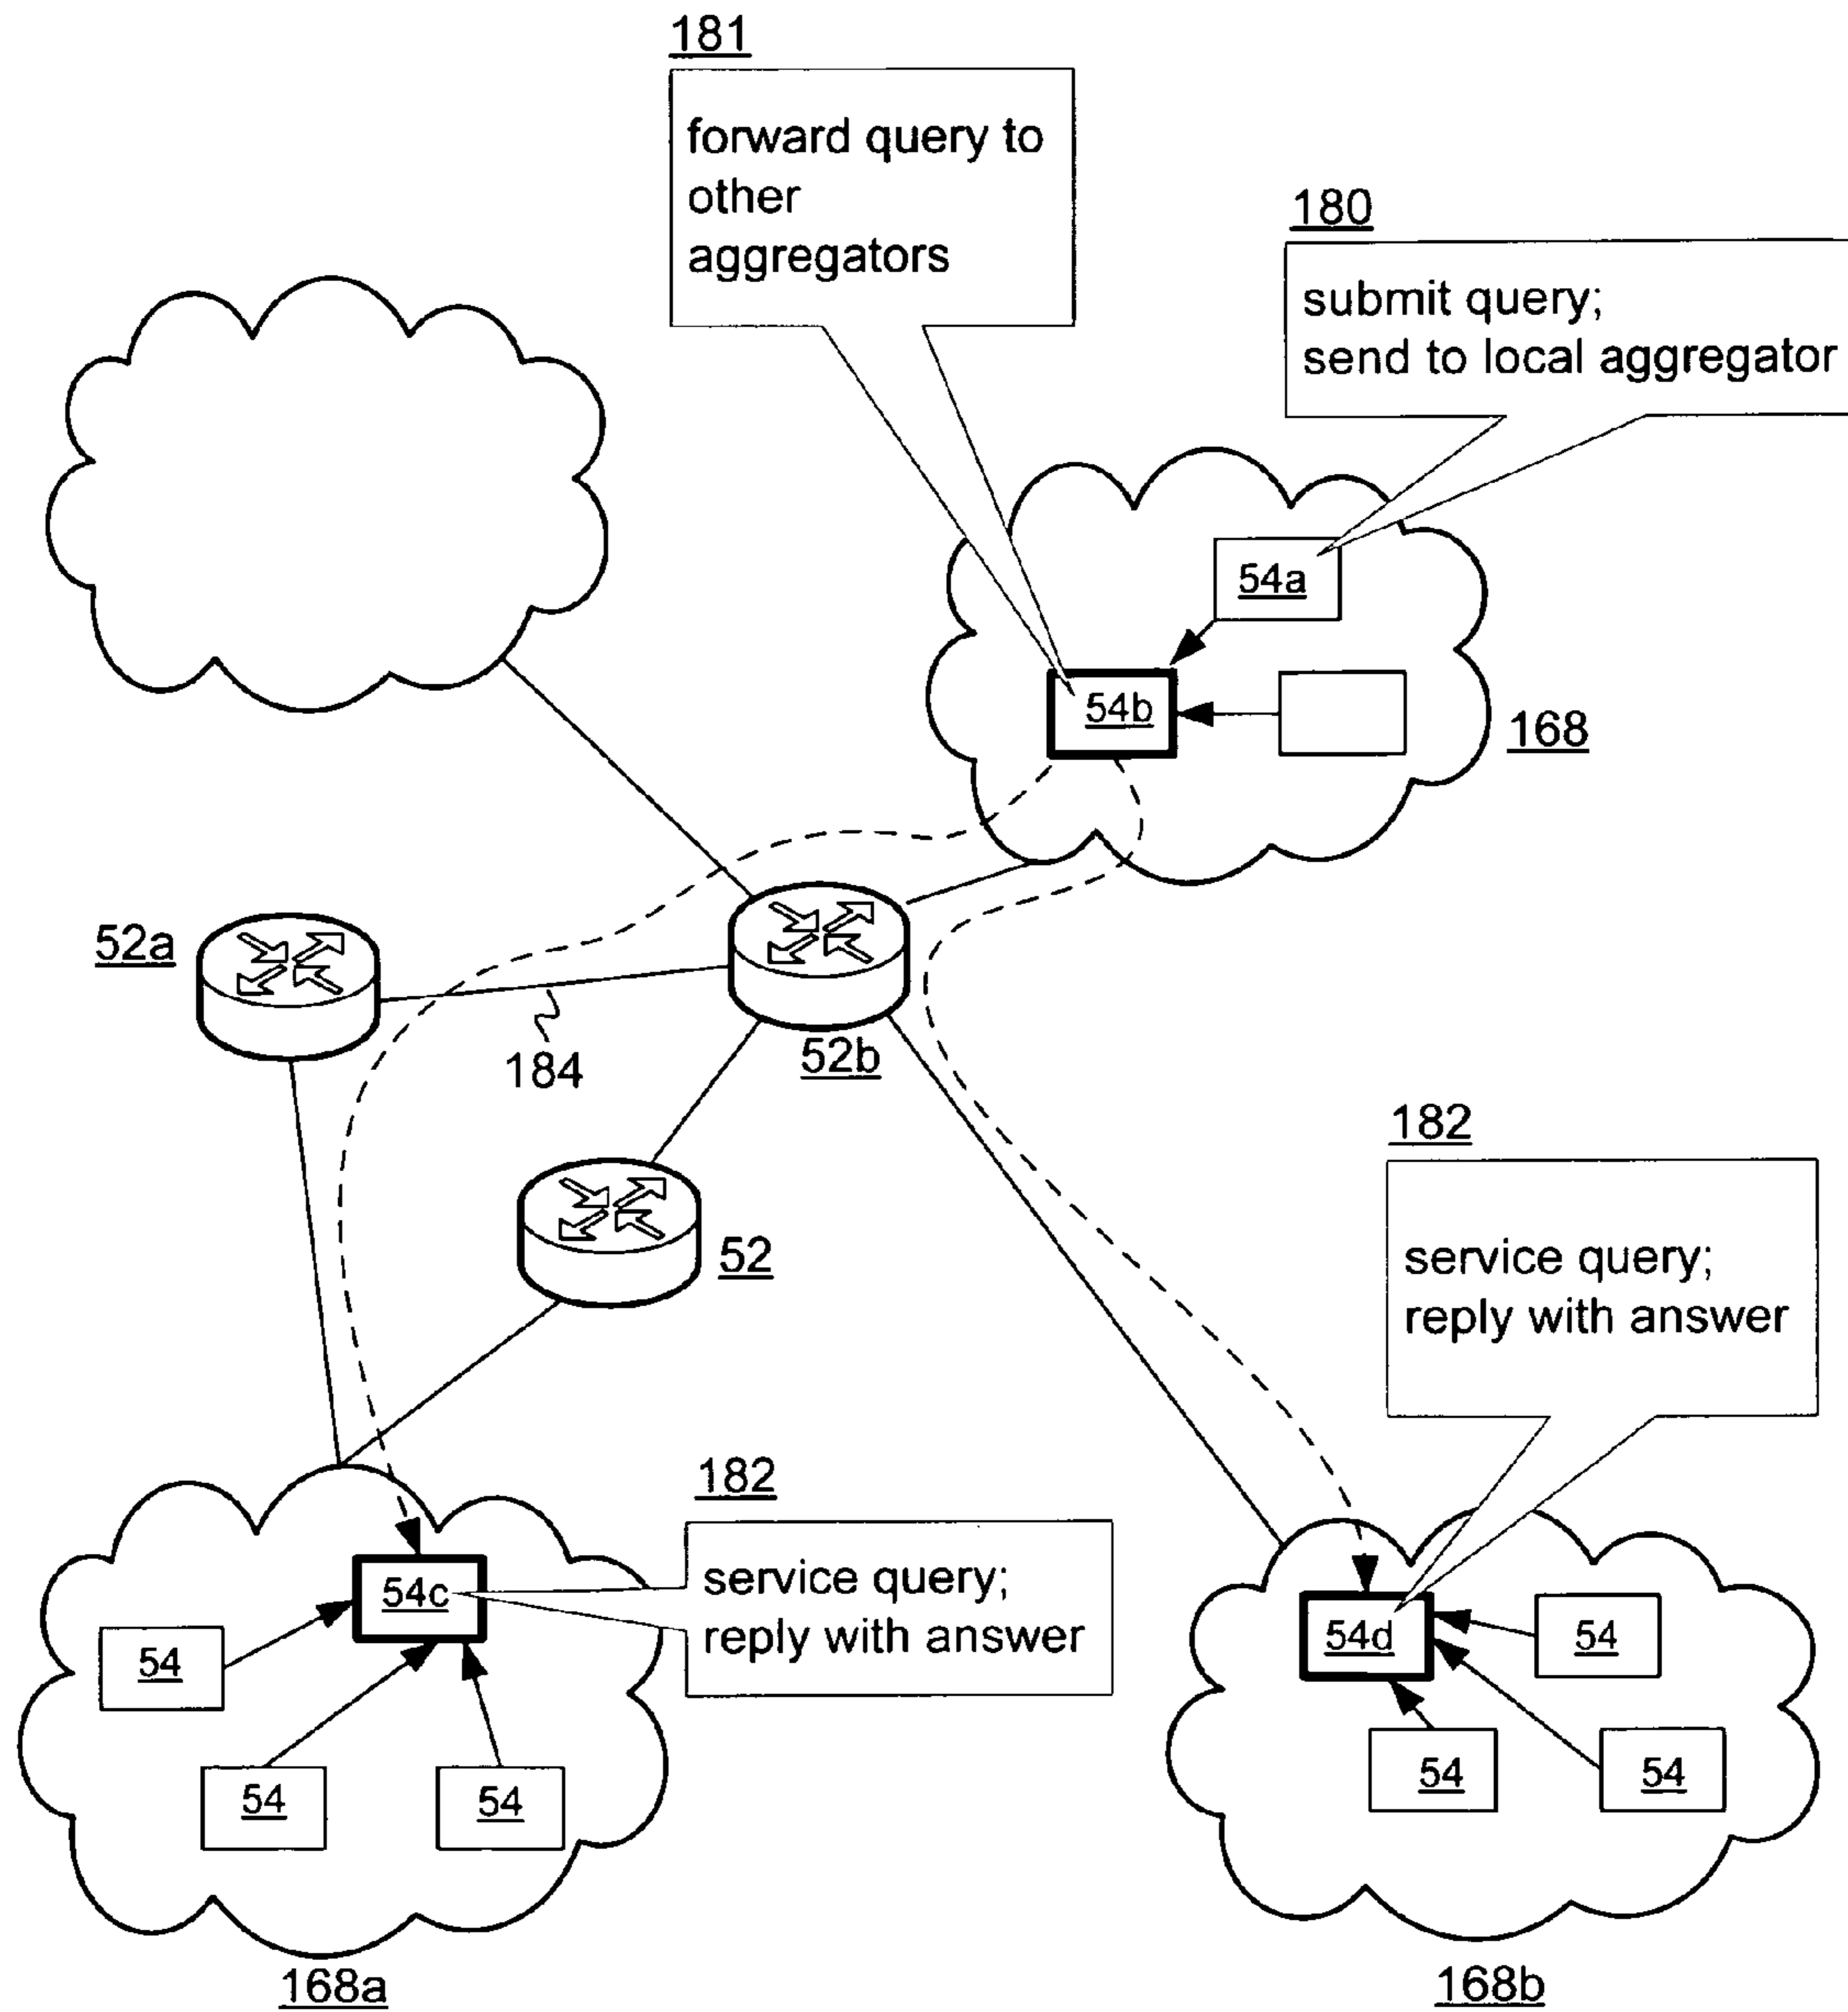 181
forward query to
other
aggregators
180
submit query;
send to local aggregator
54a
54b
168
52a
52b
184
52
182
service query;
reply with answer
182
service query;
reply with answer
54c
54
54
54
54d
54
54
54
168a
168b